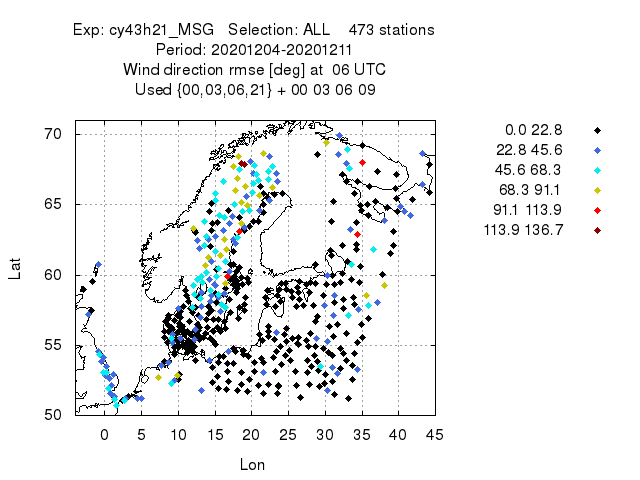 Exp: cy43h21_MSG   Selection: ALL    473 stations
Period: 20201204-20201211
Wind direction rmse [deg] at  06 UTC
Used {00,03,06,21} + 00 03 06 09
0.0 22.8
22.8 45.6
45.6 68.3
68.3 91.1
91.1 113.9
113.9 136.7
70
65
60
55
50
Lat
0 5 10 15 20 25 30 35 40 45
Lon